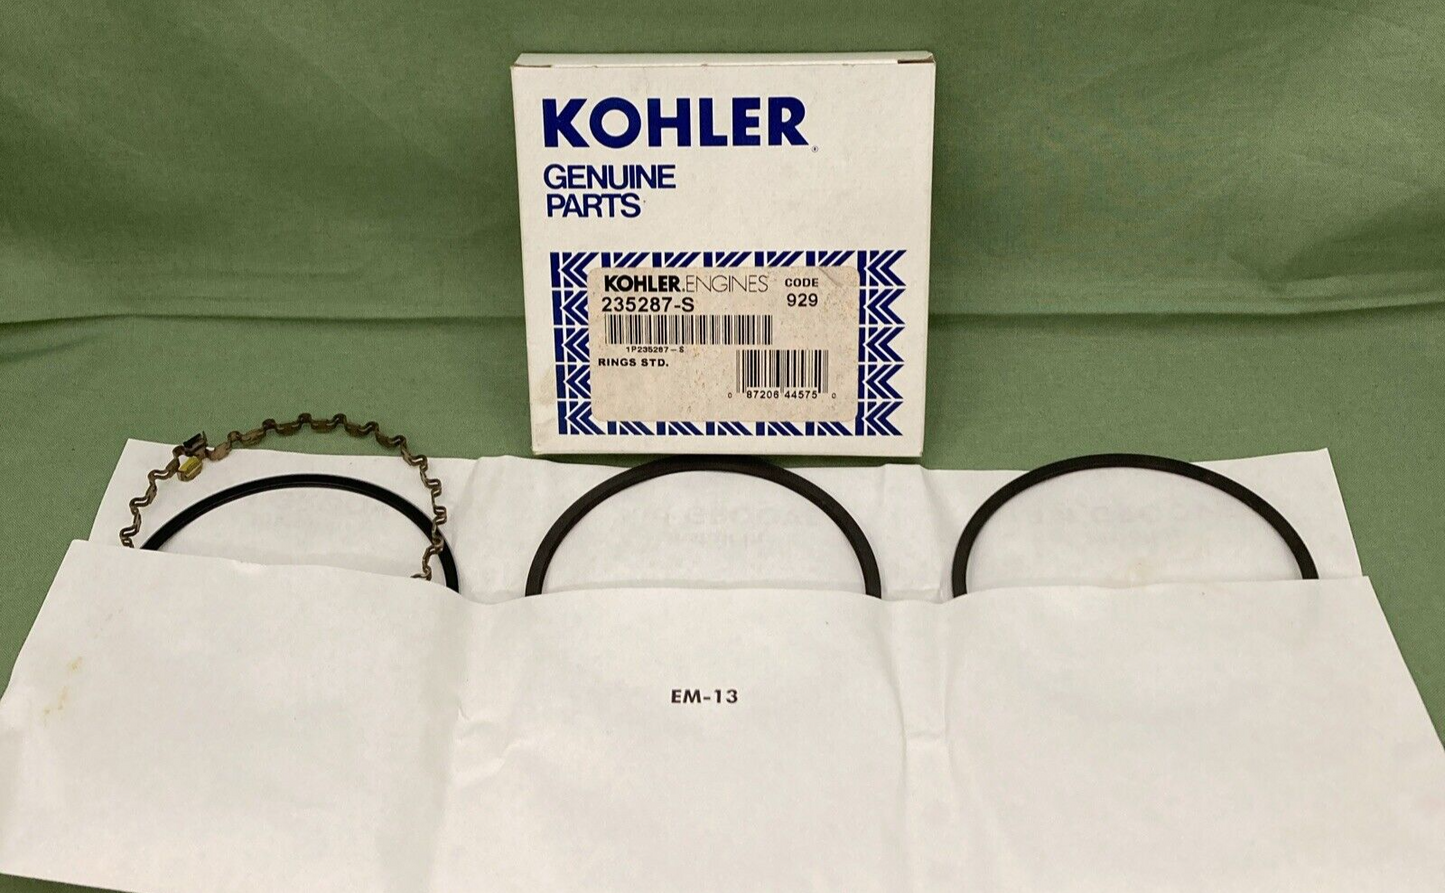 KOHLER®
GENUINE
PARTS
KOHLER.ENGINES CODE
235287-S 929
1P235287-S
RINGS STD.
0 87206 44575 0
EM-13